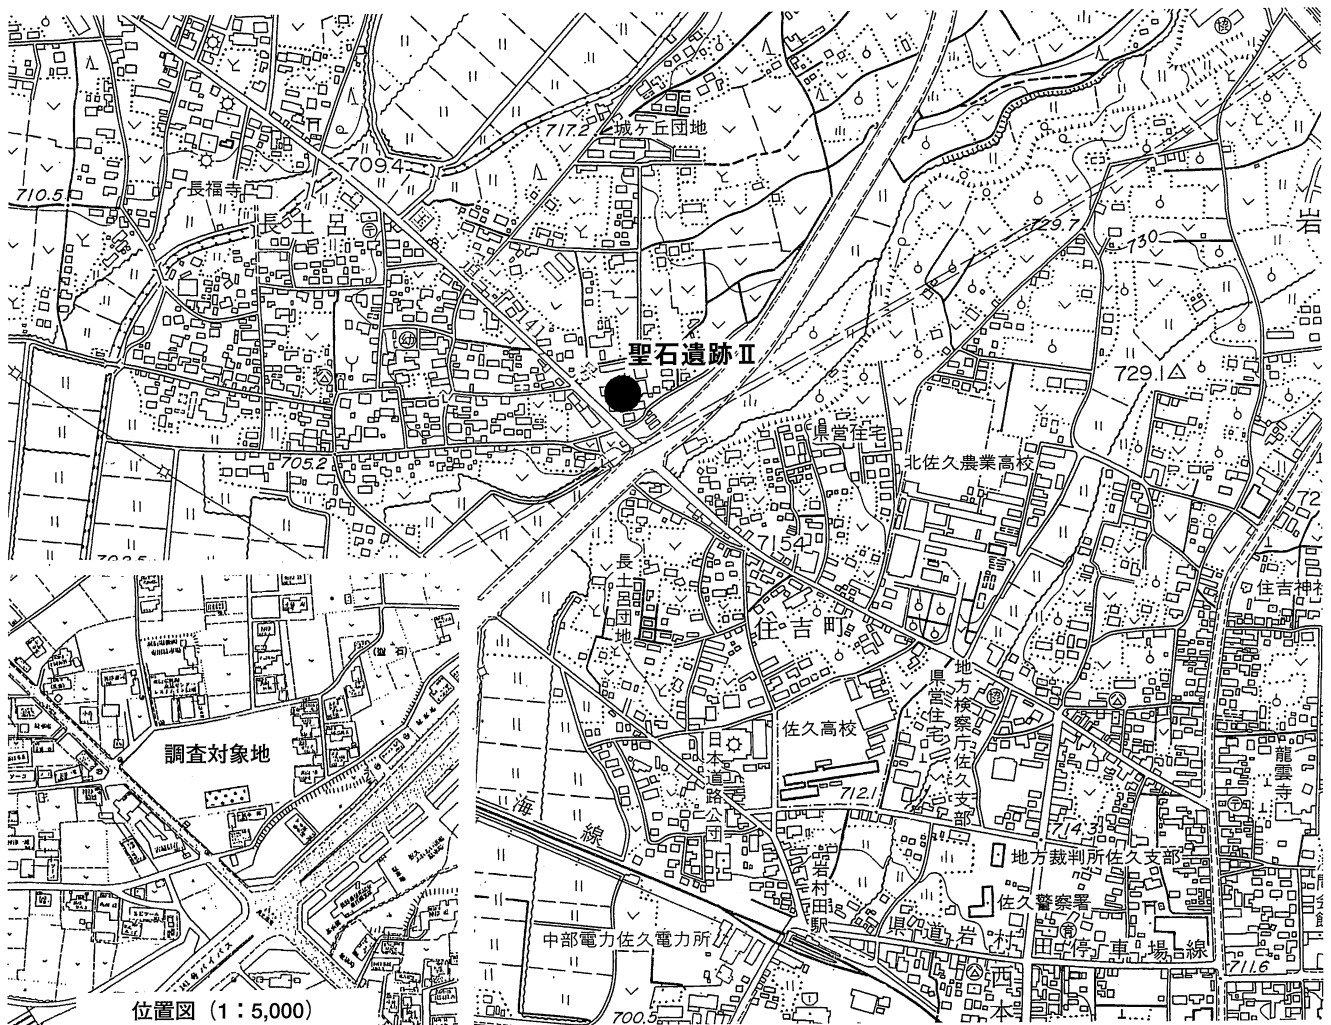 717.2
城ヶ丘団地
709.4
710.5
長福寺
長土呂
岩
729.7
730
141
聖石遺跡Ⅱ
729.1
県営住宅
北佐久農業高校
705.2
715.4
72
702.5
長土呂団地
住吉町
住吉神社
地方検察庁佐久支部
県営住宅
佐久高校
日本道路公団
龍雲寺
調査対象地
712.1
714.3
海線
地方裁判所佐久支部
岩村田駅
佐久警察署
中部電力佐久電力所
県道岩村田停車場線
西本
711.6
700.5
位置図（1：5,000）